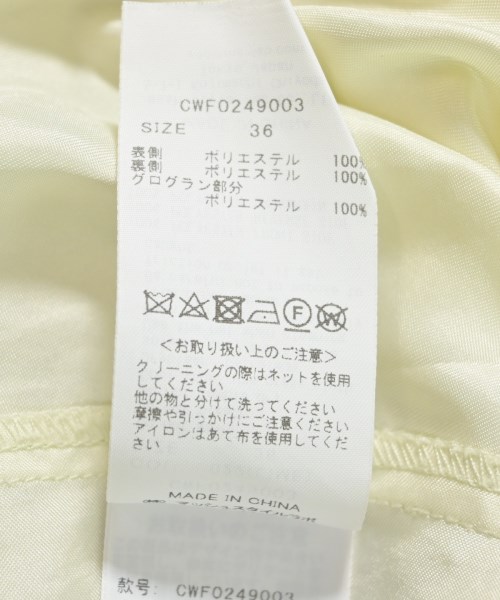 CWF0249003
SIZE 36
表側 ポリエステル 100%
裏側 ポリエステル 100%
グログラン部分
ポリエステル 100%
F
W
<お取り扱い上のご注意>
クリーニングの際はネットを使用
してください
他の物と分けて洗ってください
摩擦や引っかけにご注意ください
アイロンはあて布を使用してくだ
さい
MADE IN CHINA
款号: CWF0249003